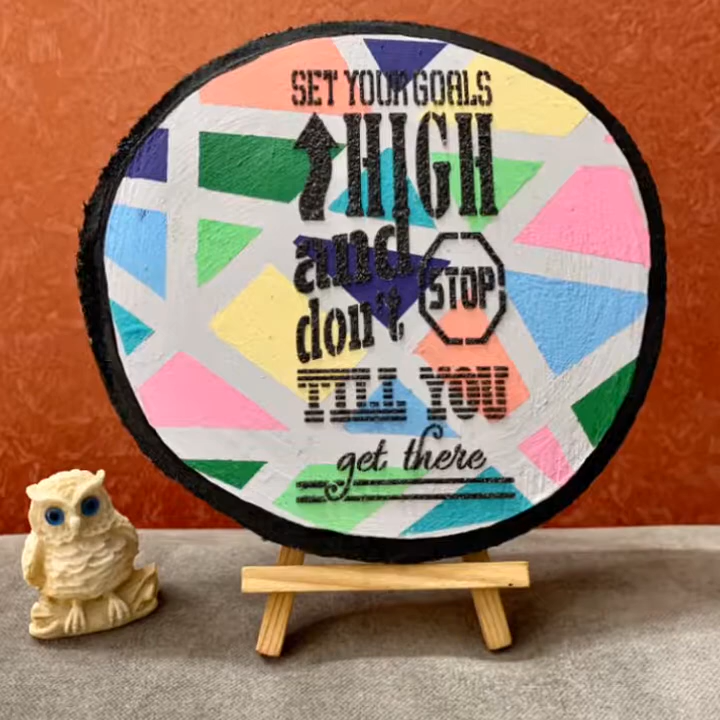 SET YOUR GOALS
HIGH
and
don't STOP
TILL YOU
get there